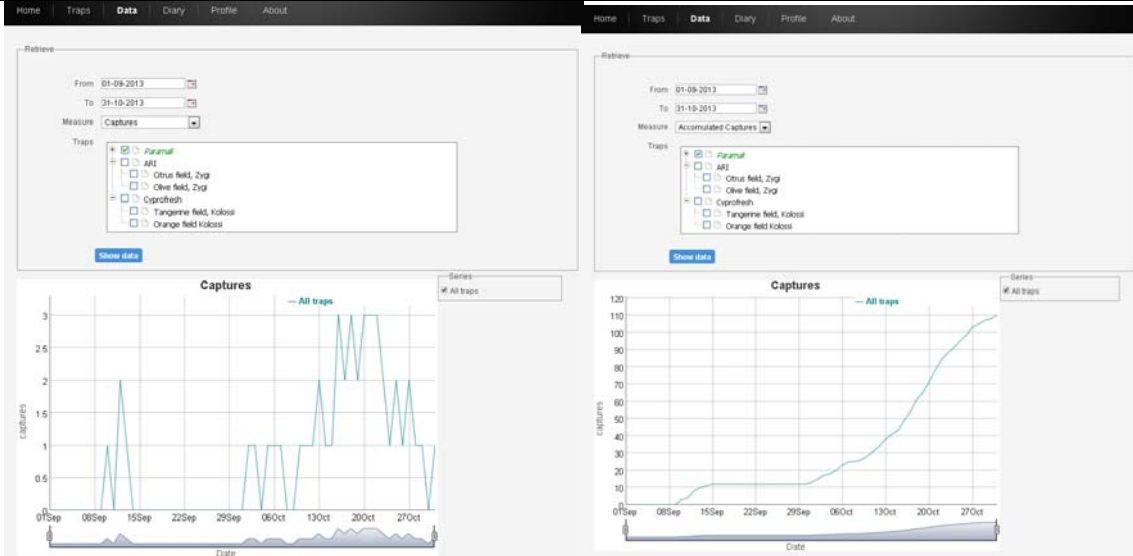 Home Traps Data Diary Profile About
Retrieve
From 01-09-2013
To 31-10-2013
Measure Captures
Traps
Paramali
ARI
Citrus field, Zygi
Olive field, Zygi
Cyprofresh
Tangerine field, Kolossi
Orange field Kolossi
Show data
Series
All traps
Captures
All traps
captures
3
2.5
2
1.5
1
0.5
0
01Sep 08Sep 15Sep 22Sep 29Sep 06Oct 13Oct 20Oct 27Oct
Date
Home Traps Data Diary Profile About
Retrieve
From 01-09-2013
To 31-10-2013
Measure Accomulated Captures
Traps
Paramali
ARI
Citrus field, Zygi
Olive field, Zygi
Cyprofresh
Tangerine field, Kolossi
Orange field Kolossi
Show data
Series
All traps
Captures
All traps
captures
120
110
100
90
80
70
60
50
40
30
20
10
0
01Sep 08Sep 15Sep 22Sep 29Sep 06Oct 13Oct 20Oct 27Oct
Date